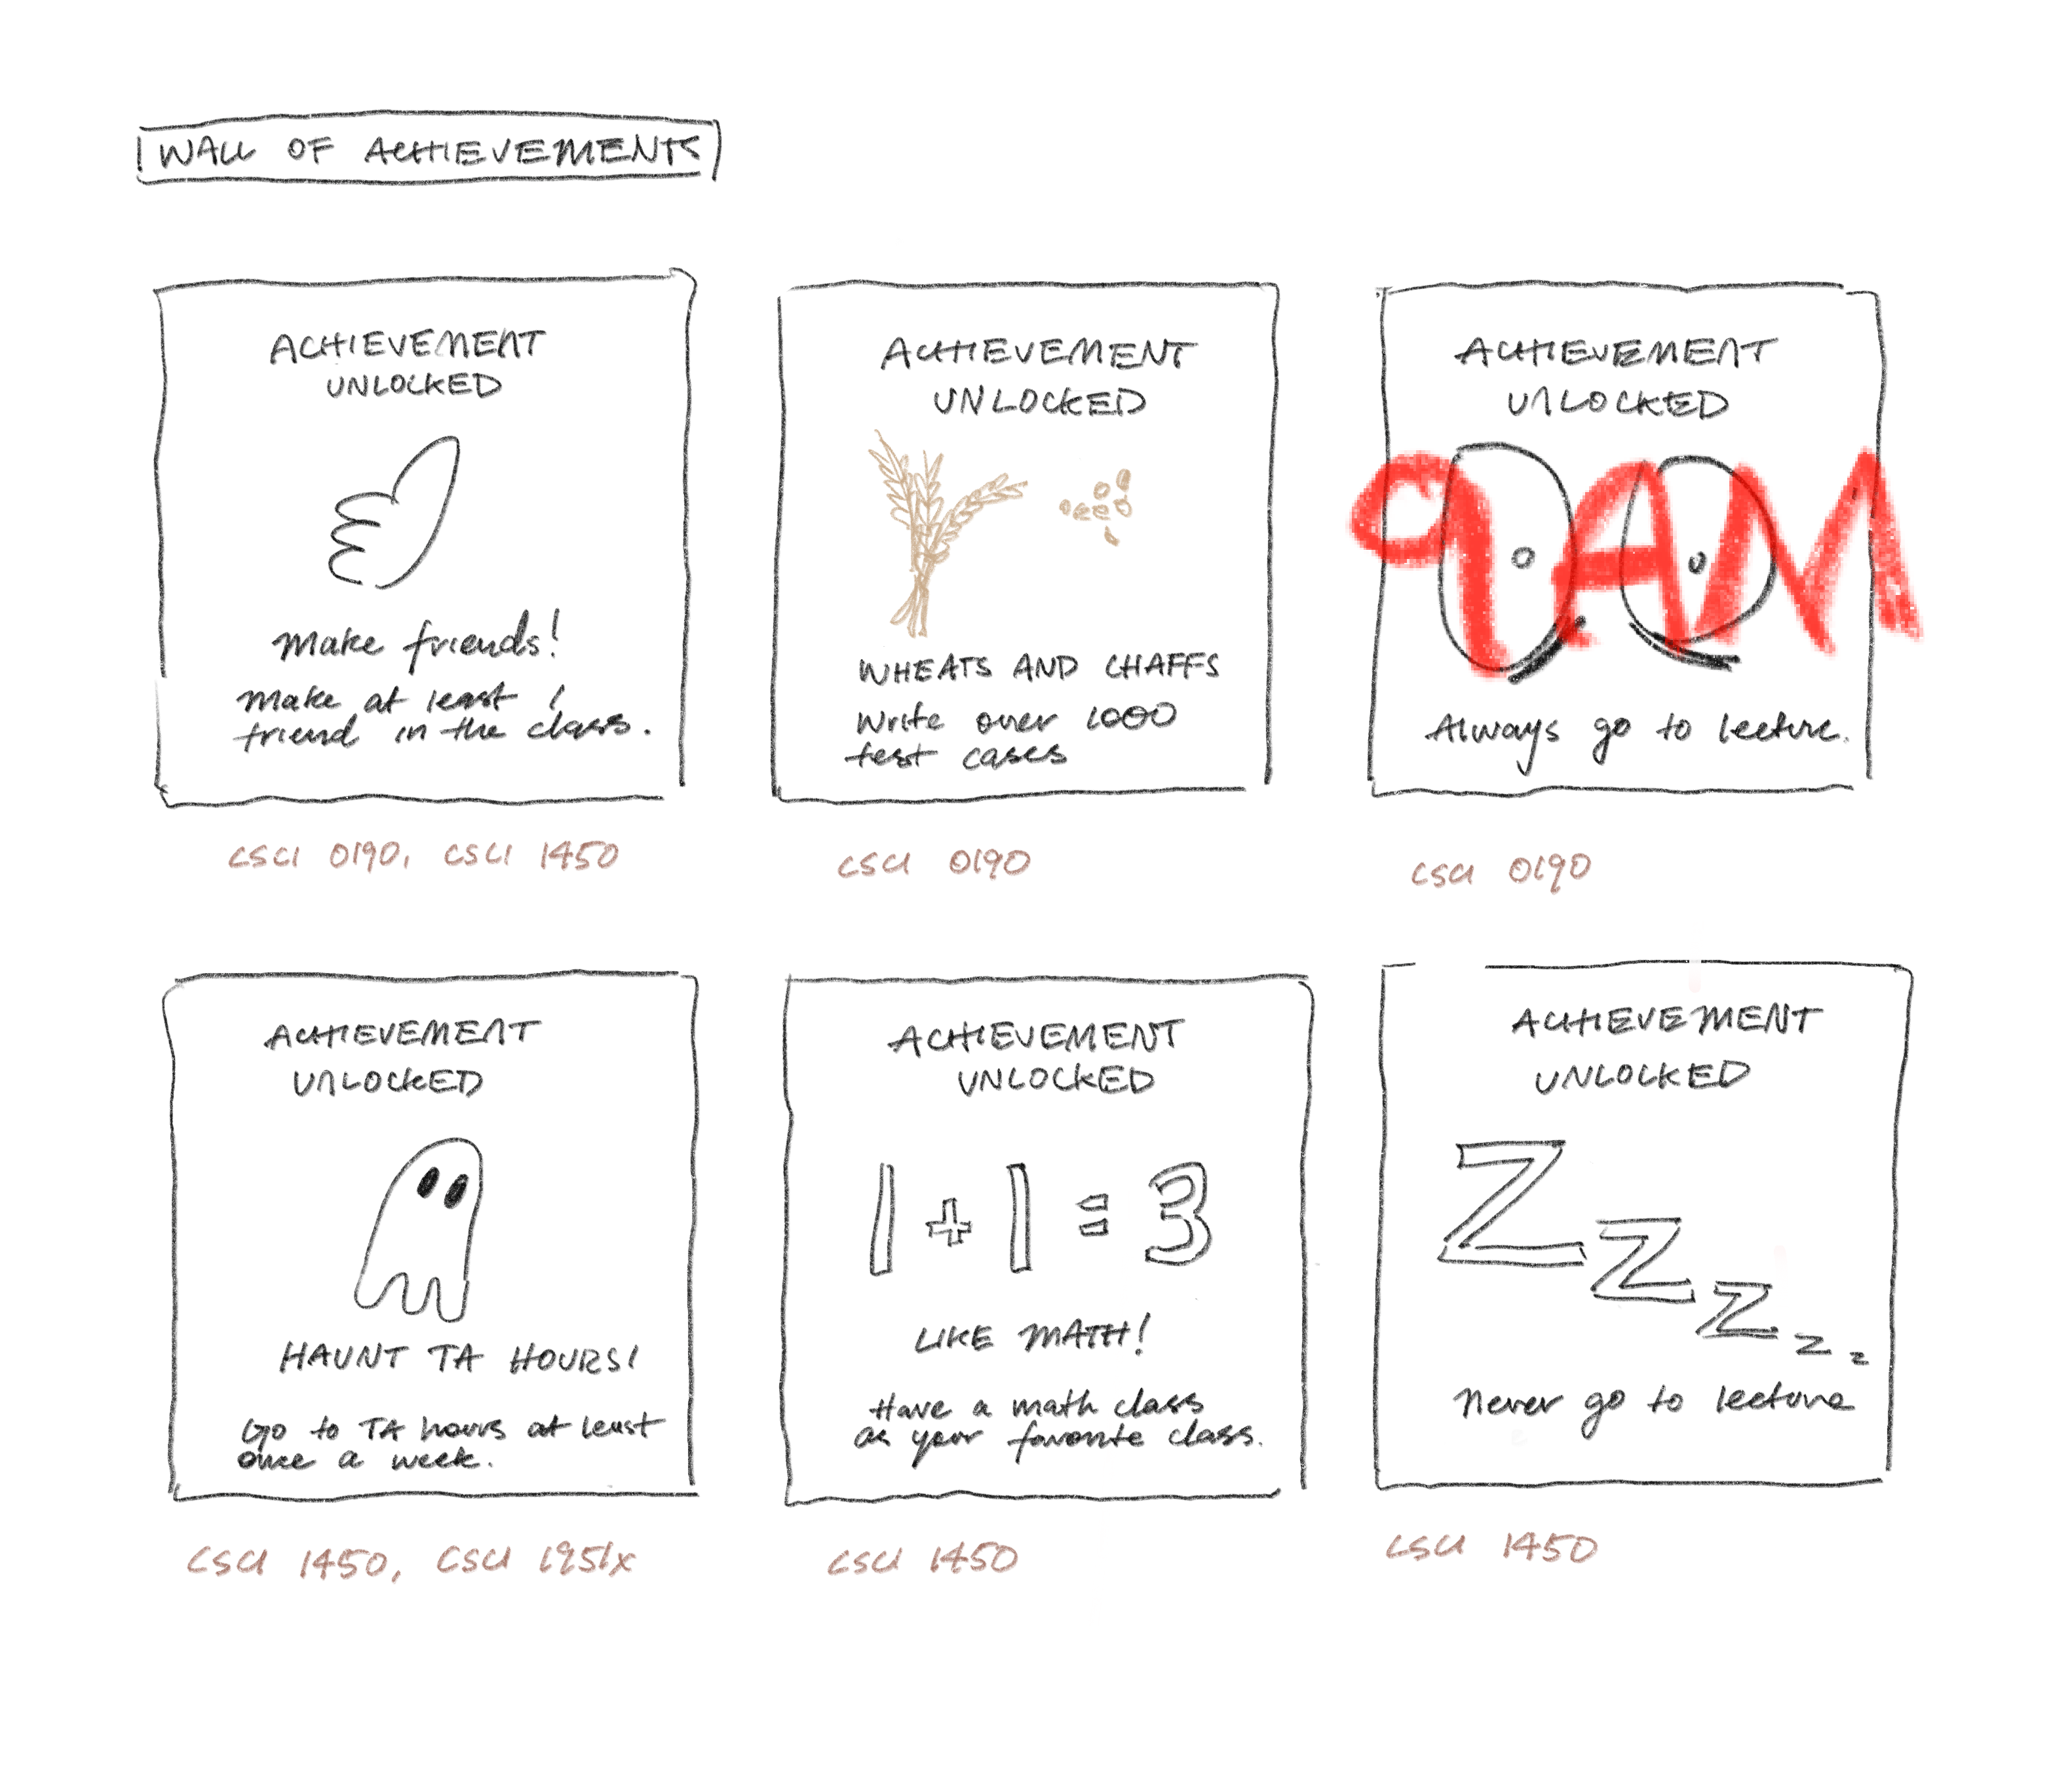 WALL OF ACHIEVEMENTS
ACHIEVEMENT
UNLOCKED
Make friends!
Make at least 1
friend in the class.
CSCI 0190, CSCI 1450
ACHIEVEMENT
UNLOCKED
WHEATS AND CHAFFS
Write over 1000
test cases
CSCI 0190
ACHIEVEMENT
UNLOCKED
9AM
Always go to lecture.
CSCI 0190
ACHIEVEMENT
UNLOCKED
HAUNT TA HOURS!
Go to TA hours at least
once a week.
CSCI 1450, CSCI 1951x
ACHIEVEMENT
UNLOCKED
1 + 1 = 3
LIKE MATH!
Have a math class
as your favorite class.
CSCI 1450
ACHIEVEMENT
UNLOCKED
Z Z Z z z
Never go to lecture
CSCI 1450